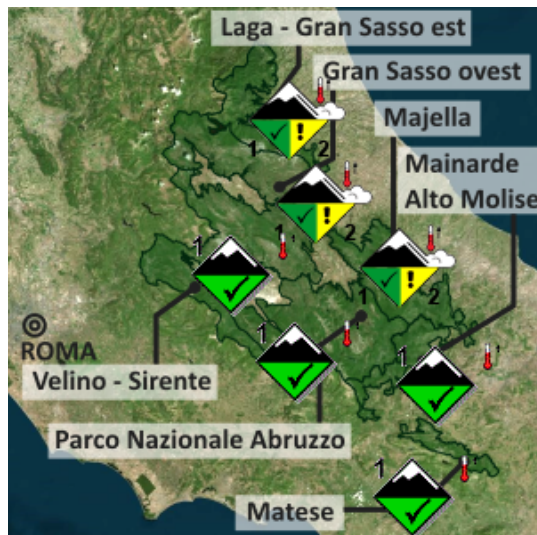 Laga - Gran Sasso est
Gran Sasso ovest
Majella
Mainarde
Alto Molise
1 ! 2
1 ! 2
1
1 ! 2
1
1
ROMA
Velino - Sirente
1
Parco Nazionale Abruzzo
1
Matese